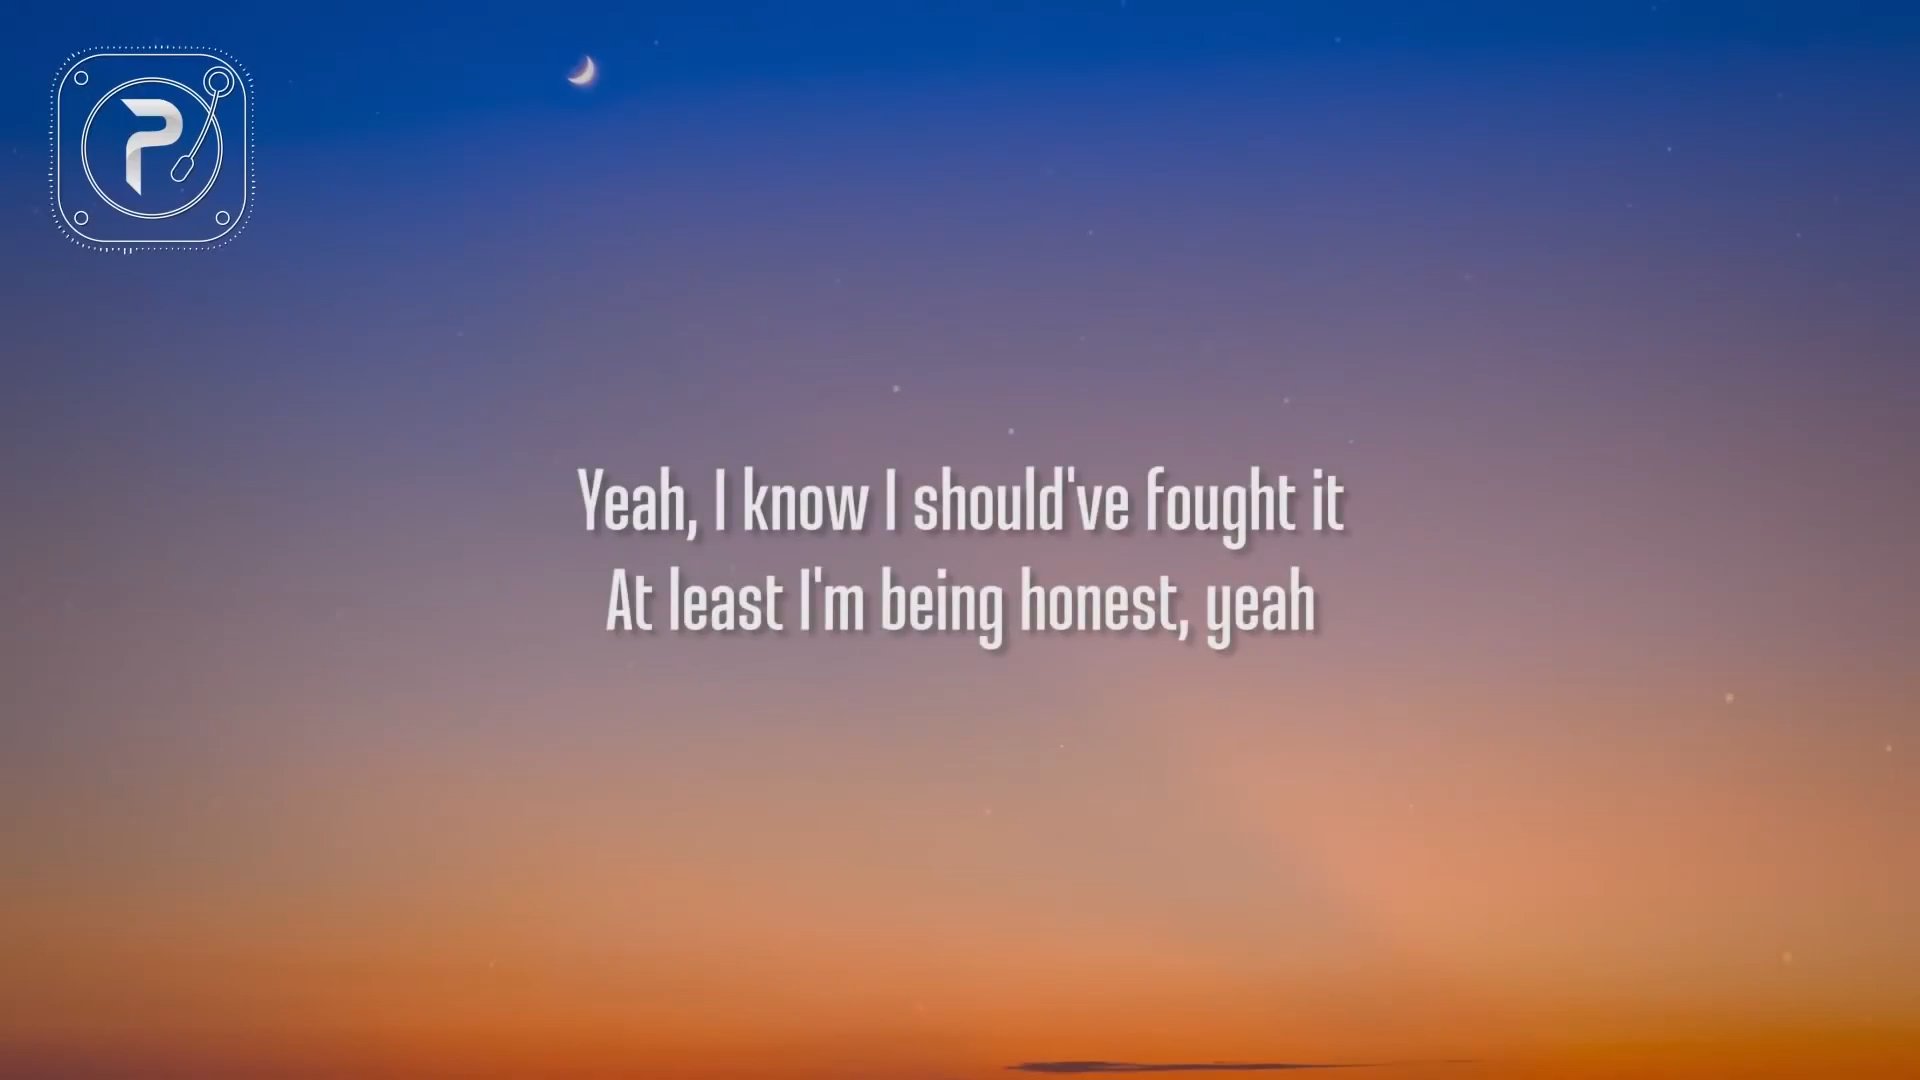 P
Yeah, I know I should've fought it
At least I'm being honest, yeah